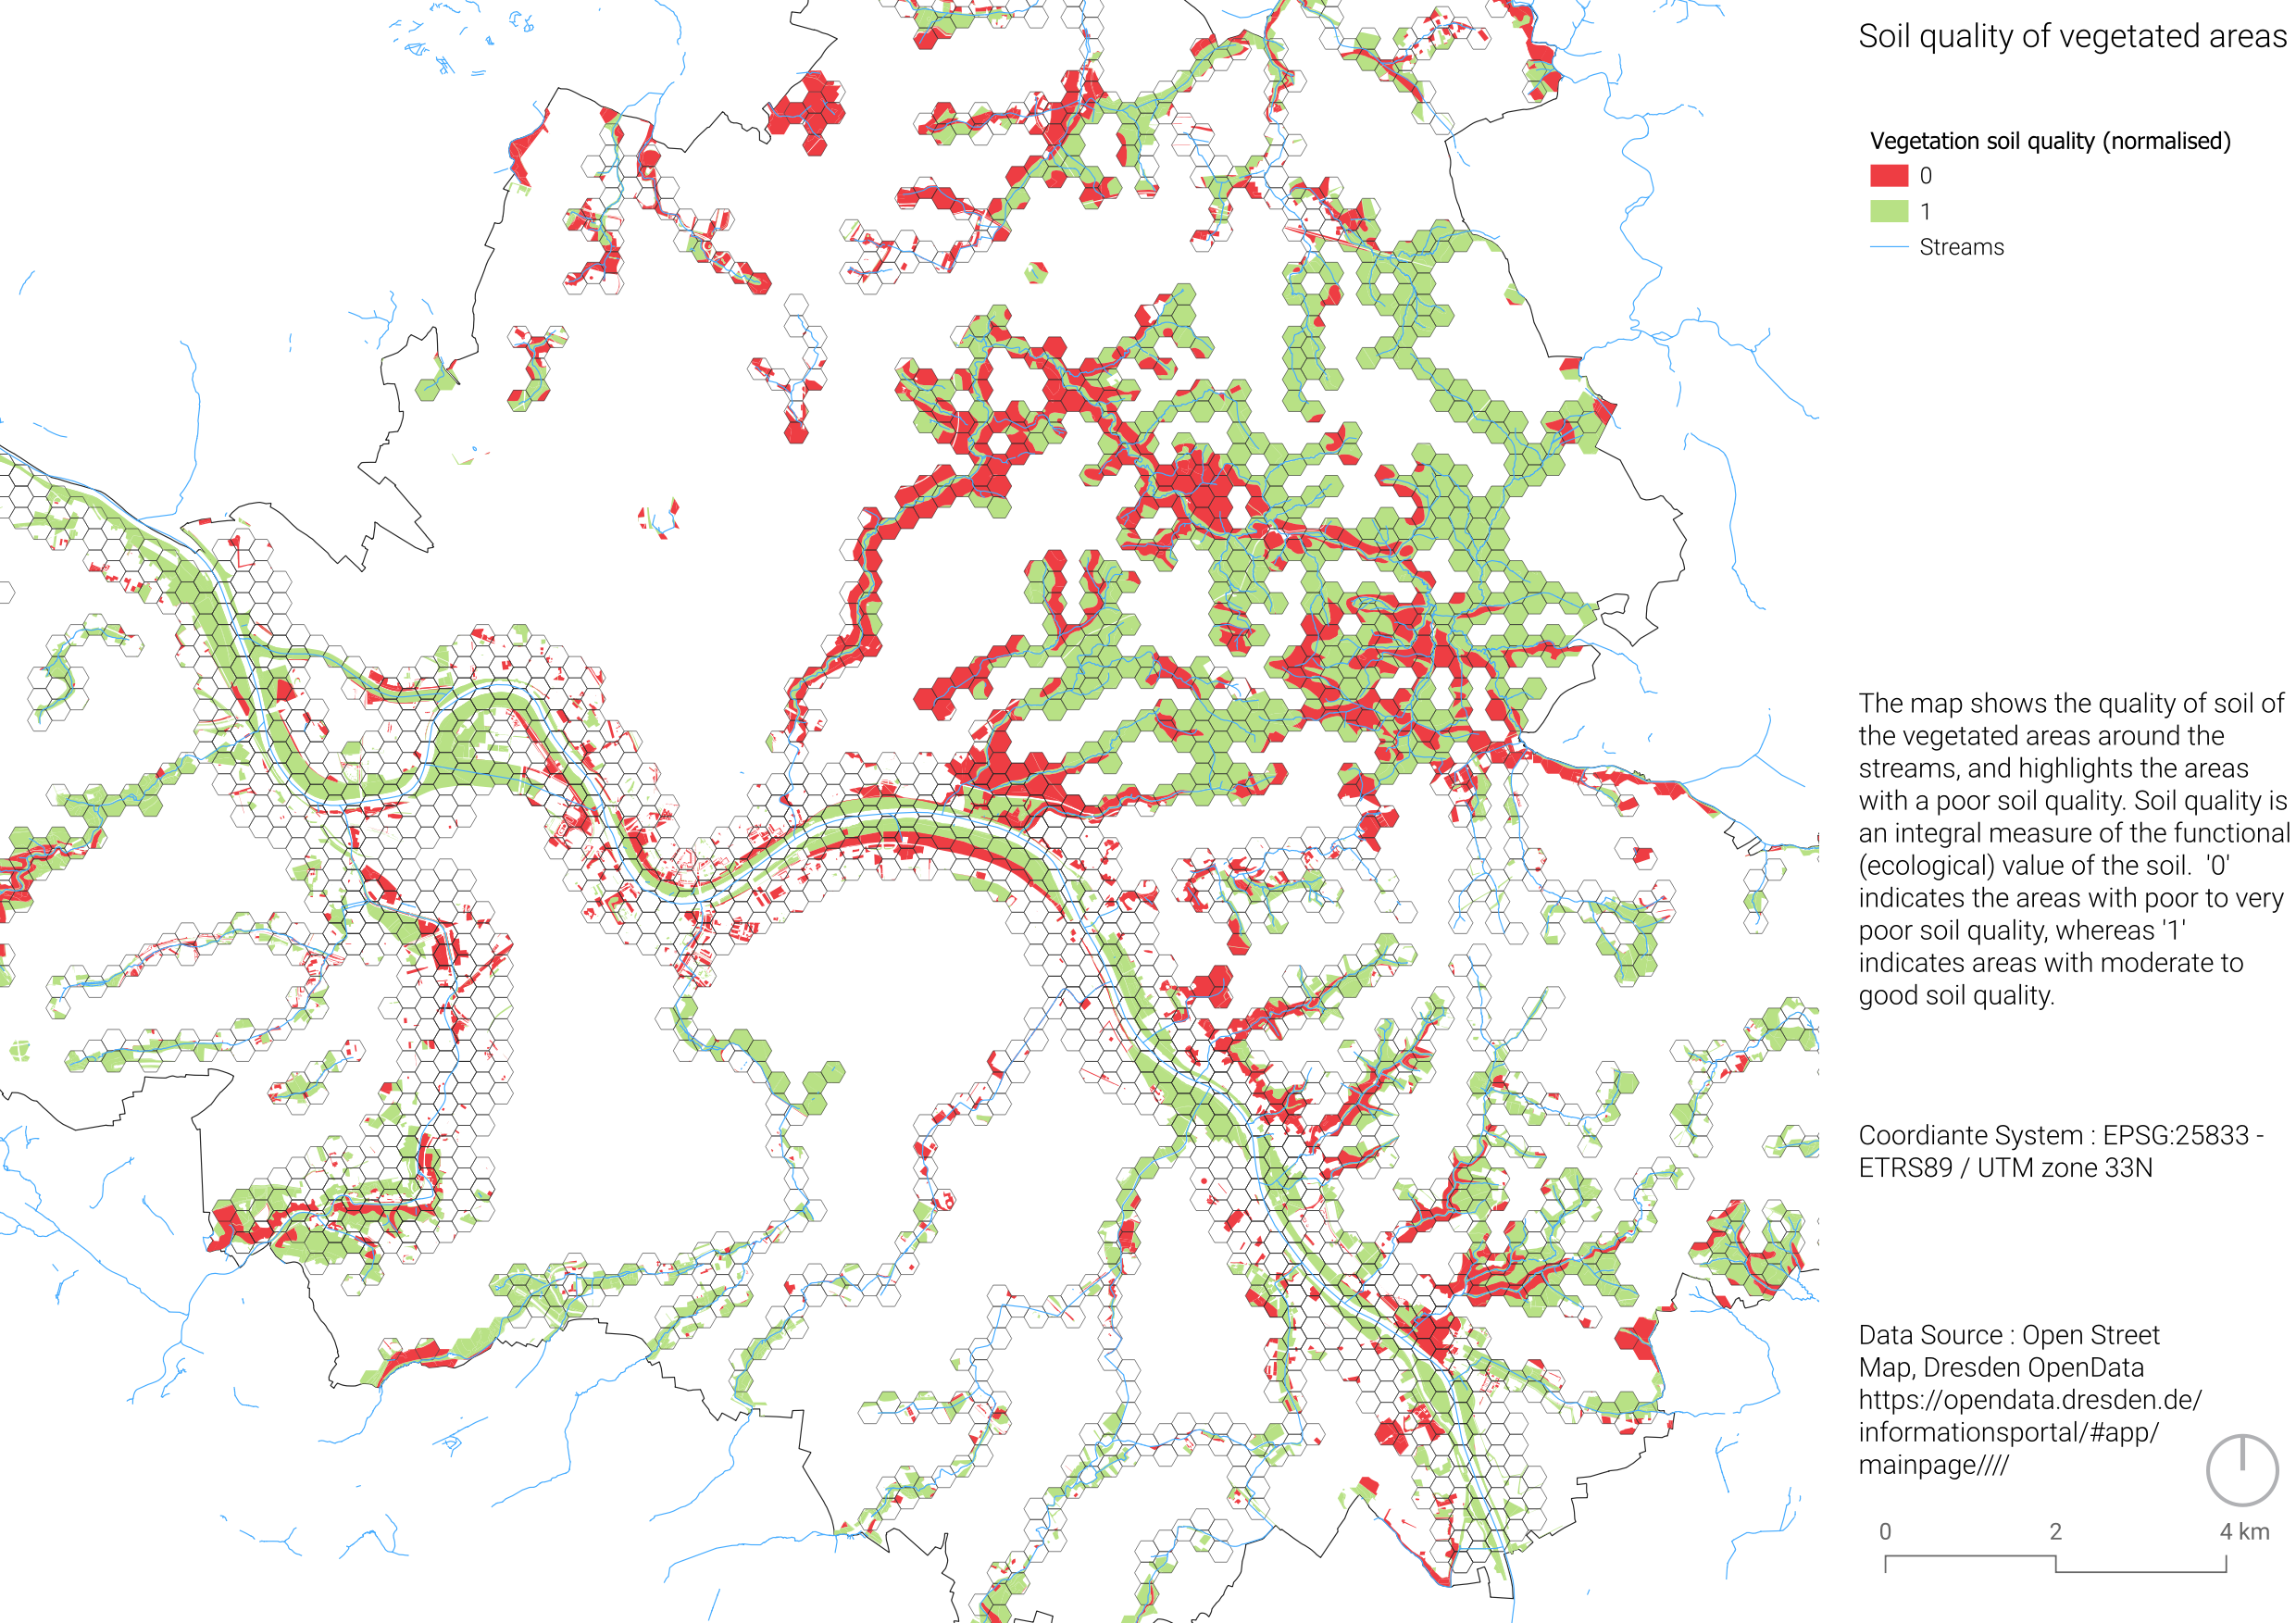 Soil quality of vegetated areas
Vegetation soil quality (normalised)
0
1
Streams
The map shows the quality of soil of
the vegetated areas around the
streams, and highlights the areas
with a poor soil quality. Soil quality is
an integral measure of the functional
(ecological) value of the soil.  '0'
indicates the areas with poor to very
poor soil quality, whereas '1'
indicates areas with moderate to
good soil quality.
Coordiante System : EPSG:25833 -
ETRS89 / UTM zone 33N
Data Source : Open Street
Map, Dresden OpenData
https://opendata.dresden.de/
informationsportal/#app/
mainpage////
0 2 4 km